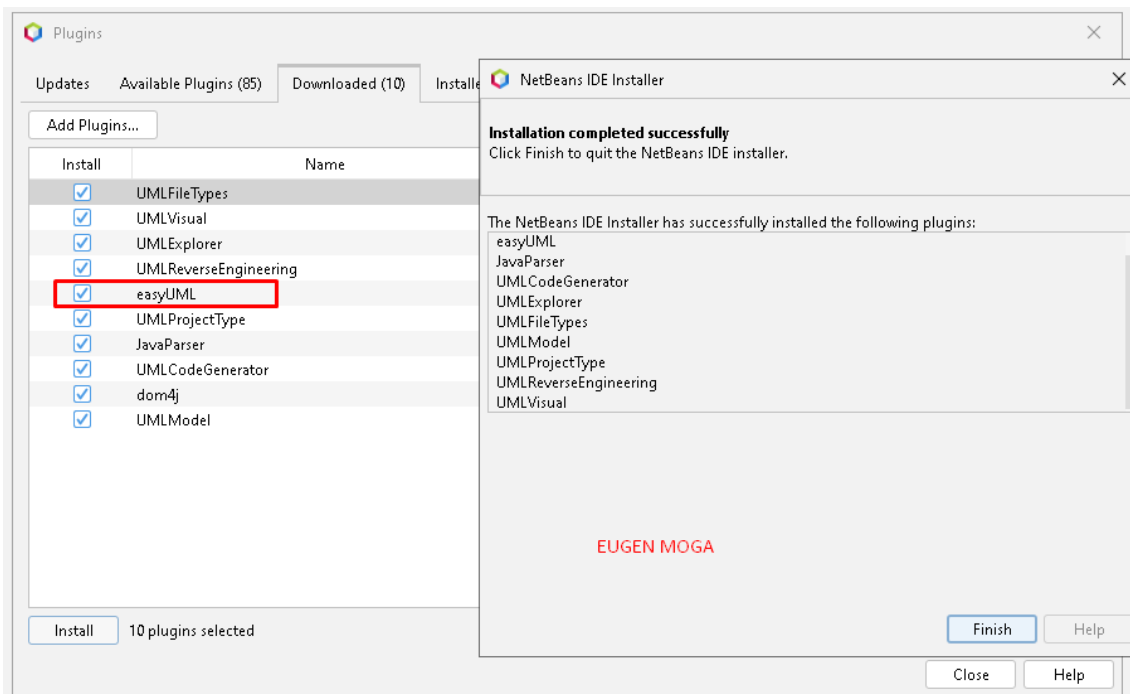 Plugins
Updates Available Plugins (85) Downloaded (10) Installe
Add Plugins...
Install Name
UMLFileTypes
UMLVisual
UMLExplorer
UMLReverseEngineering
easyUML
UMLProjectType
JavaParser
UMLCodeGenerator
dom4j
UMLModel
Install 10 plugins selected
NetBeans IDE Installer
Installation completed successfully
Click Finish to quit the NetBeans IDE installer.
The NetBeans IDE Installer has successfully installed the following plugins:
easyUML
JavaParser
UMLCodeGenerator
UMLExplorer
UMLFileTypes
UMLModel
UMLProjectType
UMLReverseEngineering
UMLVisual
EUGEN MOGA
Finish Help
Close Help